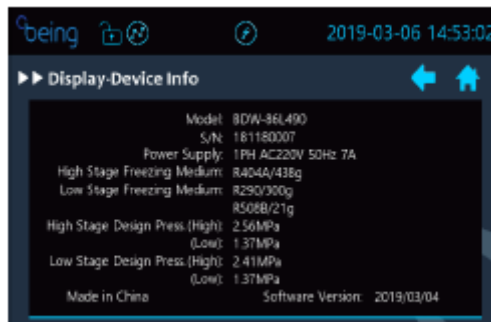 being 2019-03-06 14:53:02
Display-Device Info
Model: BDW-86L490
S/N: 181180007
Power Supply: 1PH AC220V 50Hz 7A
High Stage Freezing Medium: R404A/438g
Low Stage Freezing Medium: R290/300g
R508B/21g
High Stage Design Press.(High): 2.56MPa
(Low): 1.37MPa
Low Stage Design Press.(High): 2.41MPa
(Low): 1.37MPa
Made in China Software Version: 2019/03/04